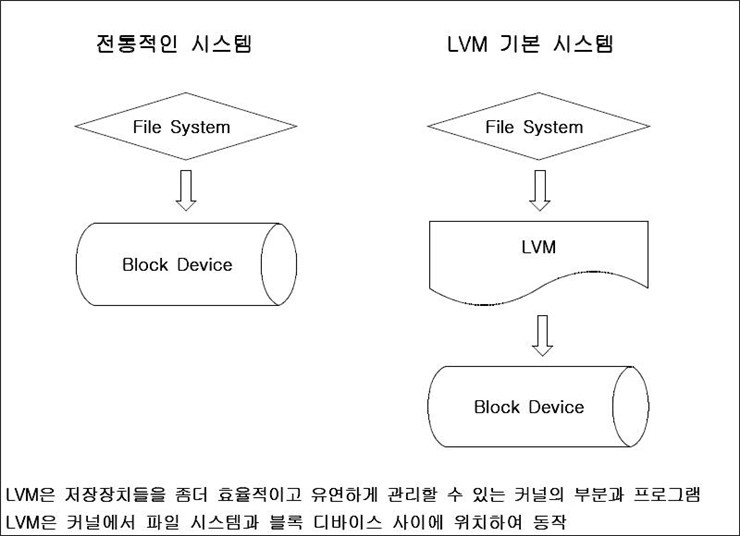 전통적인 시스템
LVM 기본 시스템
File System
File System
Block Device
LVM
Block Device
LVM은 저장장치들을 좀더 효율적이고 유연하게 관리할 수 있는 커널의 부분과 프로그램
LVM은 커널에서 파일 시스템과 블록 디바이스 사이에 위치하여 동작